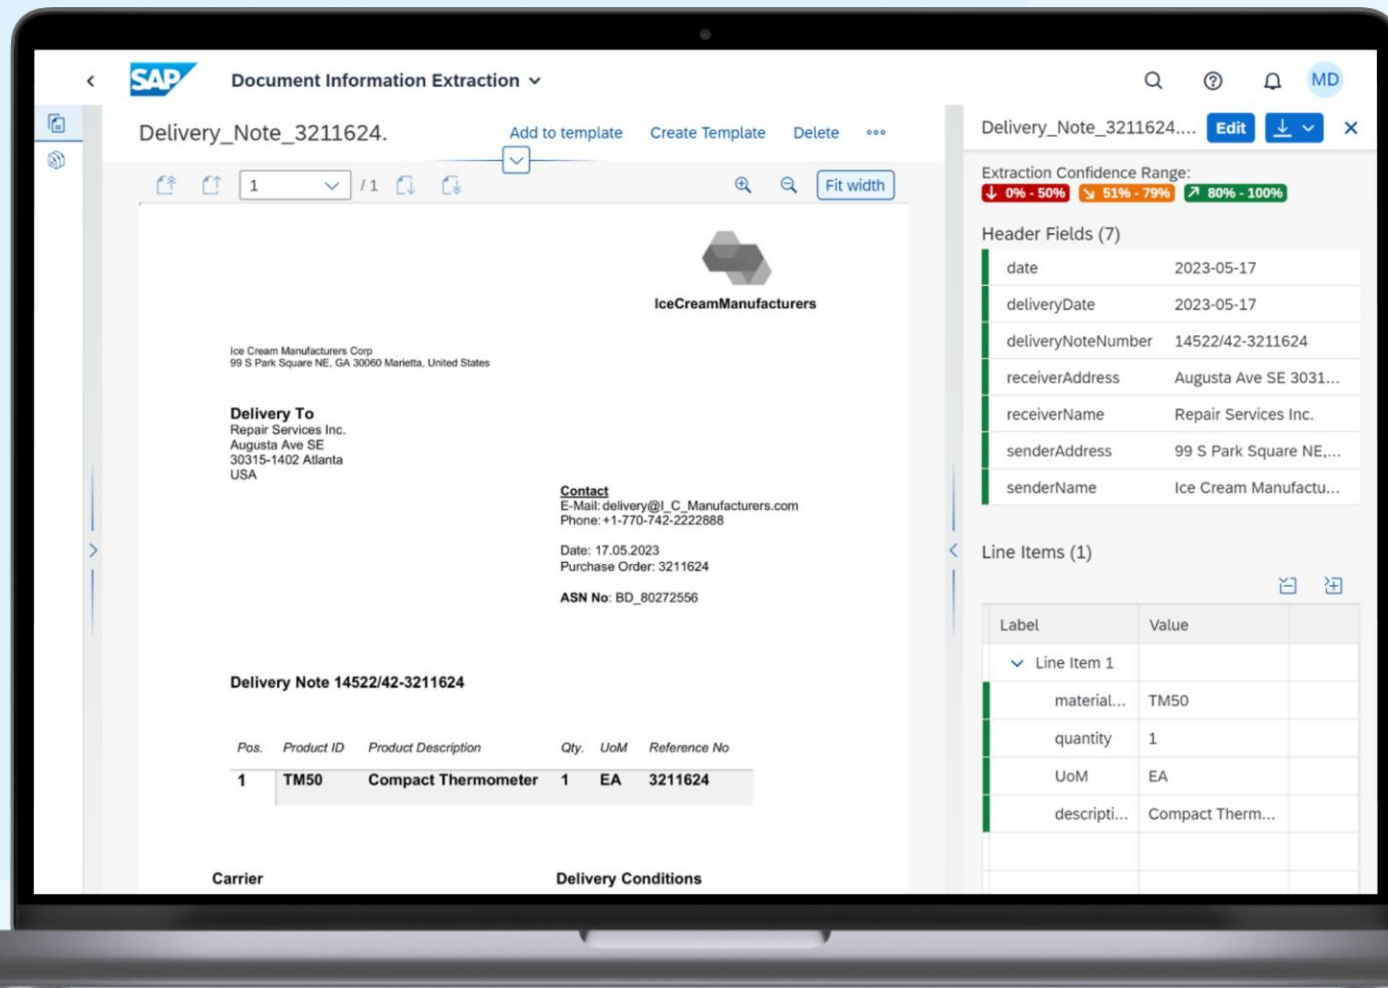 SAP
Document Information Extraction
MD
Delivery_Note_3211624.
Add to template
Create Template
Delete
1
/ 1
Fit width
IceCreamManufacturers
Ice Cream Manufacturers Corp
99 S Park Square NE, GA 30060 Marietta, United States
Delivery To
Repair Services Inc.
Augusta Ave SE
30315-1402 Atlanta
USA
Contact
E-Mail: delivery@I_C_Manufacturers.com
Phone: +1-770-742-2222888
Date: 17.05.2023
Purchase Order: 3211624
ASN No: BD_80272556
Delivery Note 14522/42-3211624
Pos. Product ID Product Description Qty. UoM Reference No
1 TM50 Compact Thermometer 1 EA 3211624
Carrier
Delivery Conditions
Delivery_Note_3211624....
Edit
Extraction Confidence Range:
0% - 50% 51% - 79% 80% - 100%
Header Fields (7)
date 2023-05-17
deliveryDate 2023-05-17
deliveryNoteNumber 14522/42-3211624
receiverAddress Augusta Ave SE 3031...
receiverName Repair Services Inc.
senderAddress 99 S Park Square NE,...
senderName Ice Cream Manufactu...
Line Items (1)
Label Value
Line Item 1
material... TM50
quantity 1
UoM EA
descripti... Compact Therm...